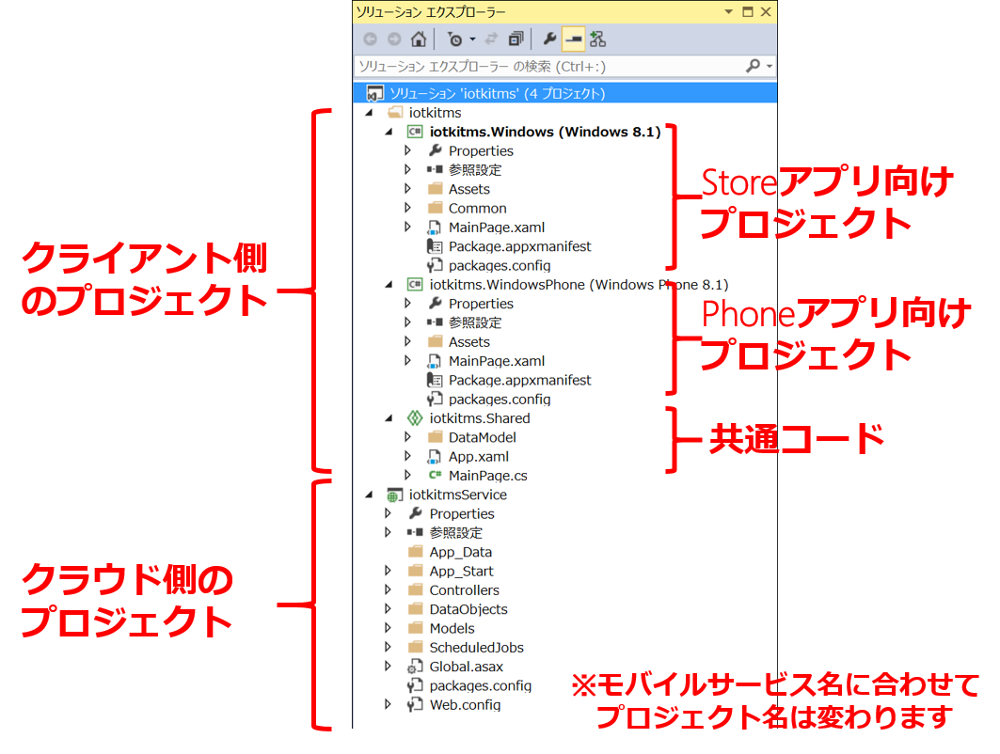 ソリューション エクスプローラー
ソリューション エクスプローラー の検索 (Ctrl+:)
ソリューション 'iotkitms' (4 プロジェクト)
iotkitms
iotkitms.Windows (Windows 8.1)
Properties
参照設定
Assets
Common
MainPage.xaml
Package.appxmanifest
packages.config
iotkitms.WindowsPhone (Windows Phone 8.1)
Properties
参照設定
Assets
MainPage.xaml
Package.appxmanifest
packages.config
iotkitms.Shared
DataModel
App.xaml
MainPage.cs
iotkitmsService
Properties
参照設定
App_Data
App_Start
Controllers
DataObjects
Models
ScheduledJobs
Global.asax
packages.config
Web.config
クライアント側
のプロジェクト
クラウド側の
プロジェクト
Storeアプリ向け
プロジェクト
Phoneアプリ向け
プロジェクト
共通コード
※モバイルサービス名に合わせて
プロジェクト名は変わります